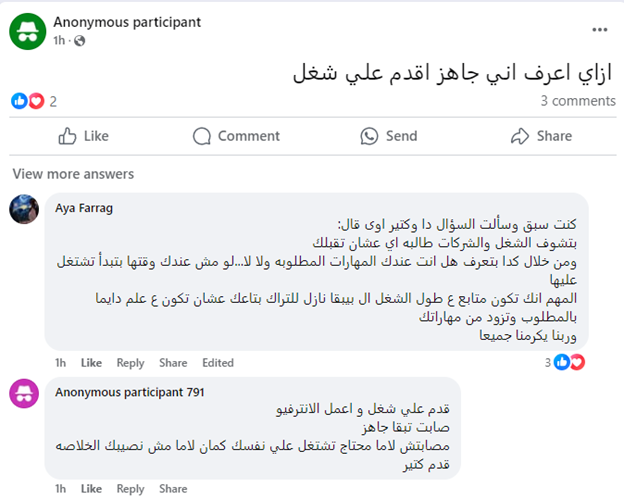 Anonymous participant
1h ·
ازاي اعرف اني جاهز اقدم علي شغل
2
3 comments
Like
Comment
Send
Share
View more answers
Aya Farrag
كنت سبق وسألت السؤال دا وكتير اوى قال:
بتشوف الشغل والشركات طالبه اي عشان تقبلك
ومن خلال كدا بتعرف هل انت عندك المهارات المطلوبه ولا لا...لو مش عندك وقتها بتبدأ تشتغل
عليها
المهم انك تكون متابع ع طول الشغل ال بيبقا نازل للتراك بتاعك عشان تكون ع علم دايما
بالمطلوب وتزود من مهاراتك
وربنا يكرمنا جميعا
1h Like Reply Share Edited
3
Anonymous participant 791
قدم علي شغل و اعمل الانترفيو
صابت تبقا جاهز
مصابتش لاما محتاج تشتغل علي نفسك كمان لاما مش نصيبك الخلاصه
قدم كتير
1h Like Reply Share